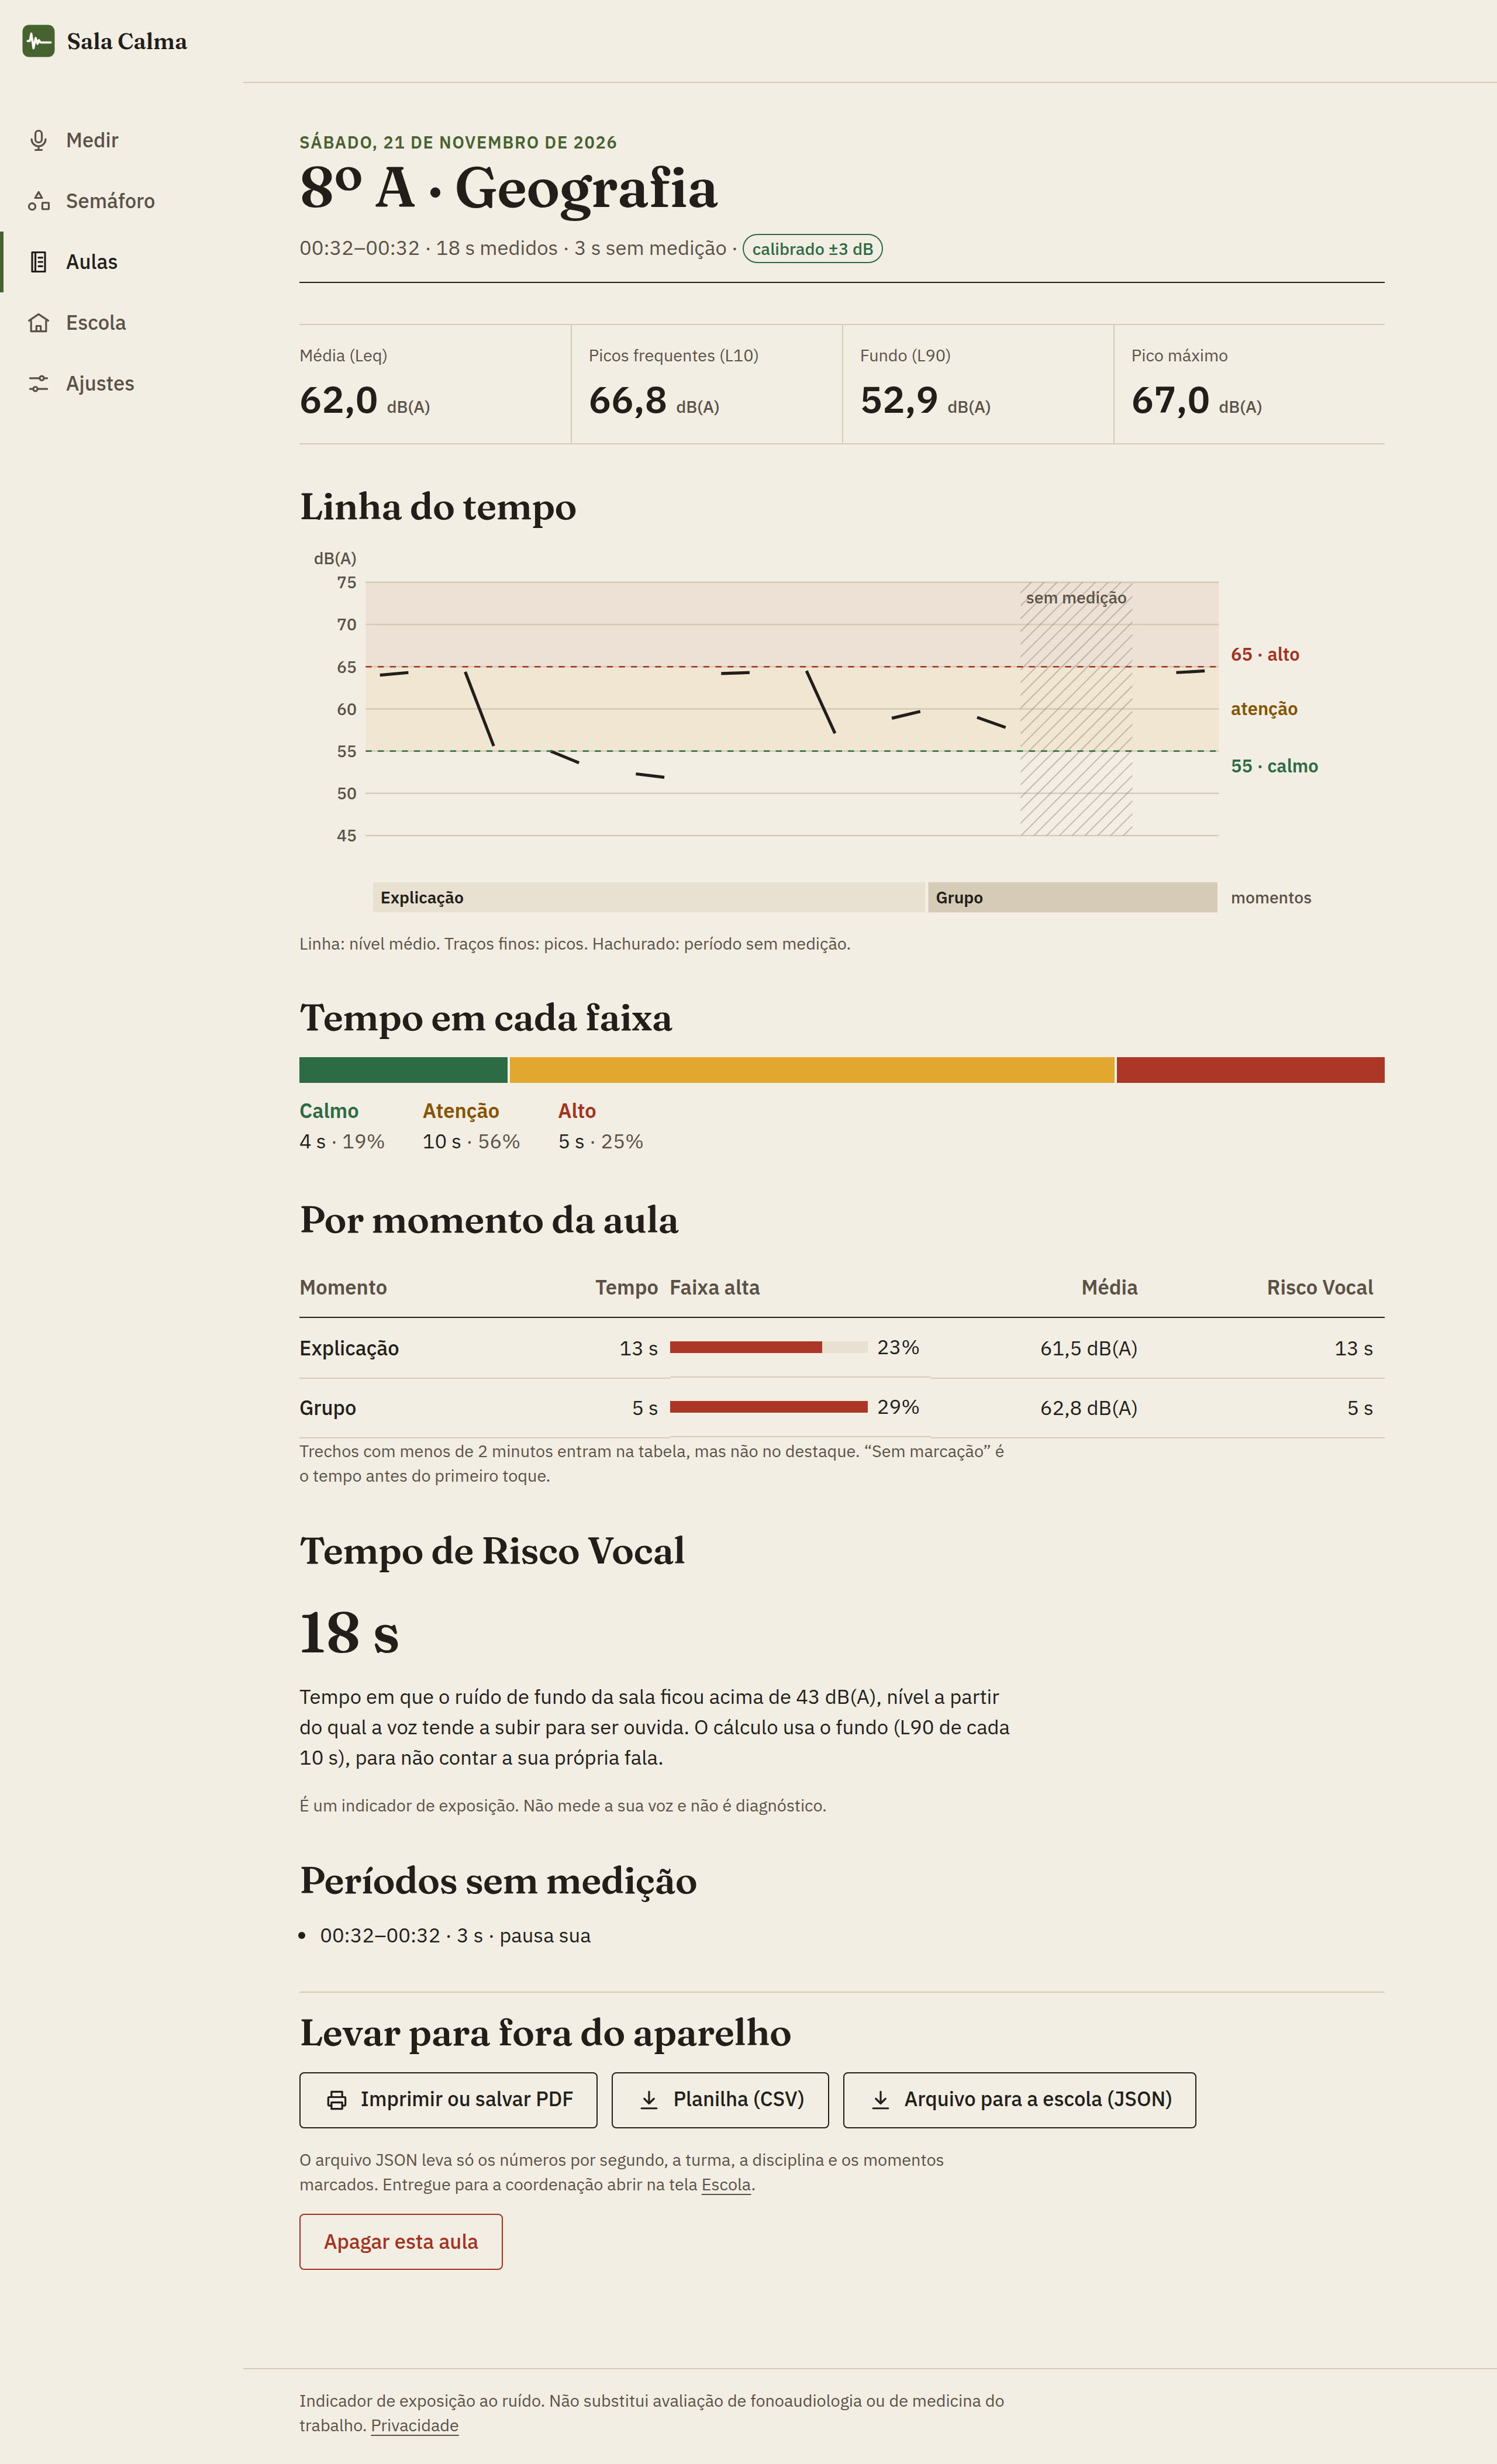 Sala Calma
Medir
Semáforo
Aulas
Escola
Ajustes
SÁBADO, 21 DE NOVEMBRO DE 2026
8º A · Geografia
00:32–00:32 · 18 s medidos · 3 s sem medição · calibrado ±3 dB
Média (Leq) Picos frequentes (L10) Fundo (L90) Pico máximo
62,0 dB(A) 66,8 dB(A) 52,9 dB(A) 67,0 dB(A)
Linha do tempo
dB(A)
75
sem medição
70
65
65 · alto
60
atenção
55
55 · calmo
50
45
Explicação Grupo momentos
Linha: nível médio. Traços finos: picos. Hachurado: período sem medição.
Tempo em cada faixa
Calmo Atenção Alto
4 s · 19% 10 s · 56% 5 s · 25%
Por momento da aula
Momento Tempo Faixa alta Média Risco Vocal
Explicação 13 s 23% 61,5 dB(A) 13 s
Grupo 5 s 29% 62,8 dB(A) 5 s
Trechos com menos de 2 minutos entram na tabela, mas não no destaque. “Sem marcação” é
o tempo antes do primeiro toque.
Tempo de Risco Vocal
18 s
Tempo em que o ruído de fundo da sala ficou acima de 43 dB(A), nível a partir
do qual a voz tende a subir para ser ouvida. O cálculo usa o fundo (L90 de cada
10 s), para não contar a sua própria fala.
É um indicador de exposição. Não mede a sua voz e não é diagnóstico.
Períodos sem medição
• 00:32–00:32 · 3 s · pausa sua
Levar para fora do aparelho
Imprimir ou salvar PDF Planilha (CSV) Arquivo para a escola (JSON)
O arquivo JSON leva só os números por segundo, a turma, a disciplina e os momentos
marcados. Entregue para a coordenação abrir na tela Escola.
Apagar esta aula
Indicador de exposição ao ruído. Não substitui avaliação de fonoaudiologia ou de medicina do
trabalho. Privacidade